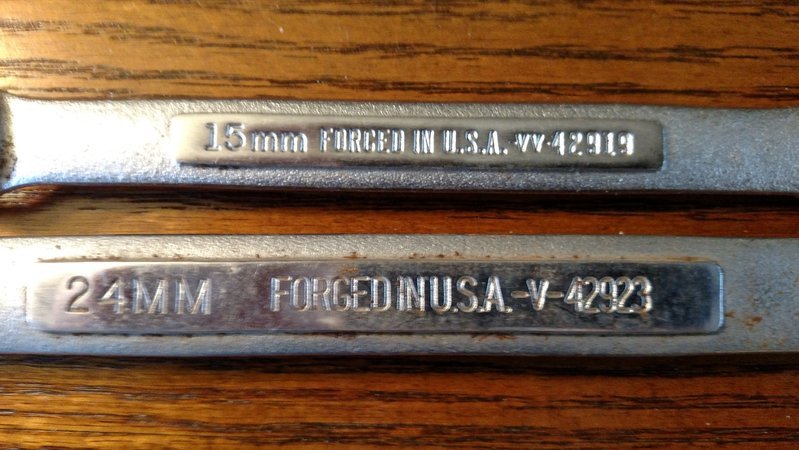 15mm FORGED IN U.S.A.-VV-42919
24MM FORGED IN U.S.A.-V-42923